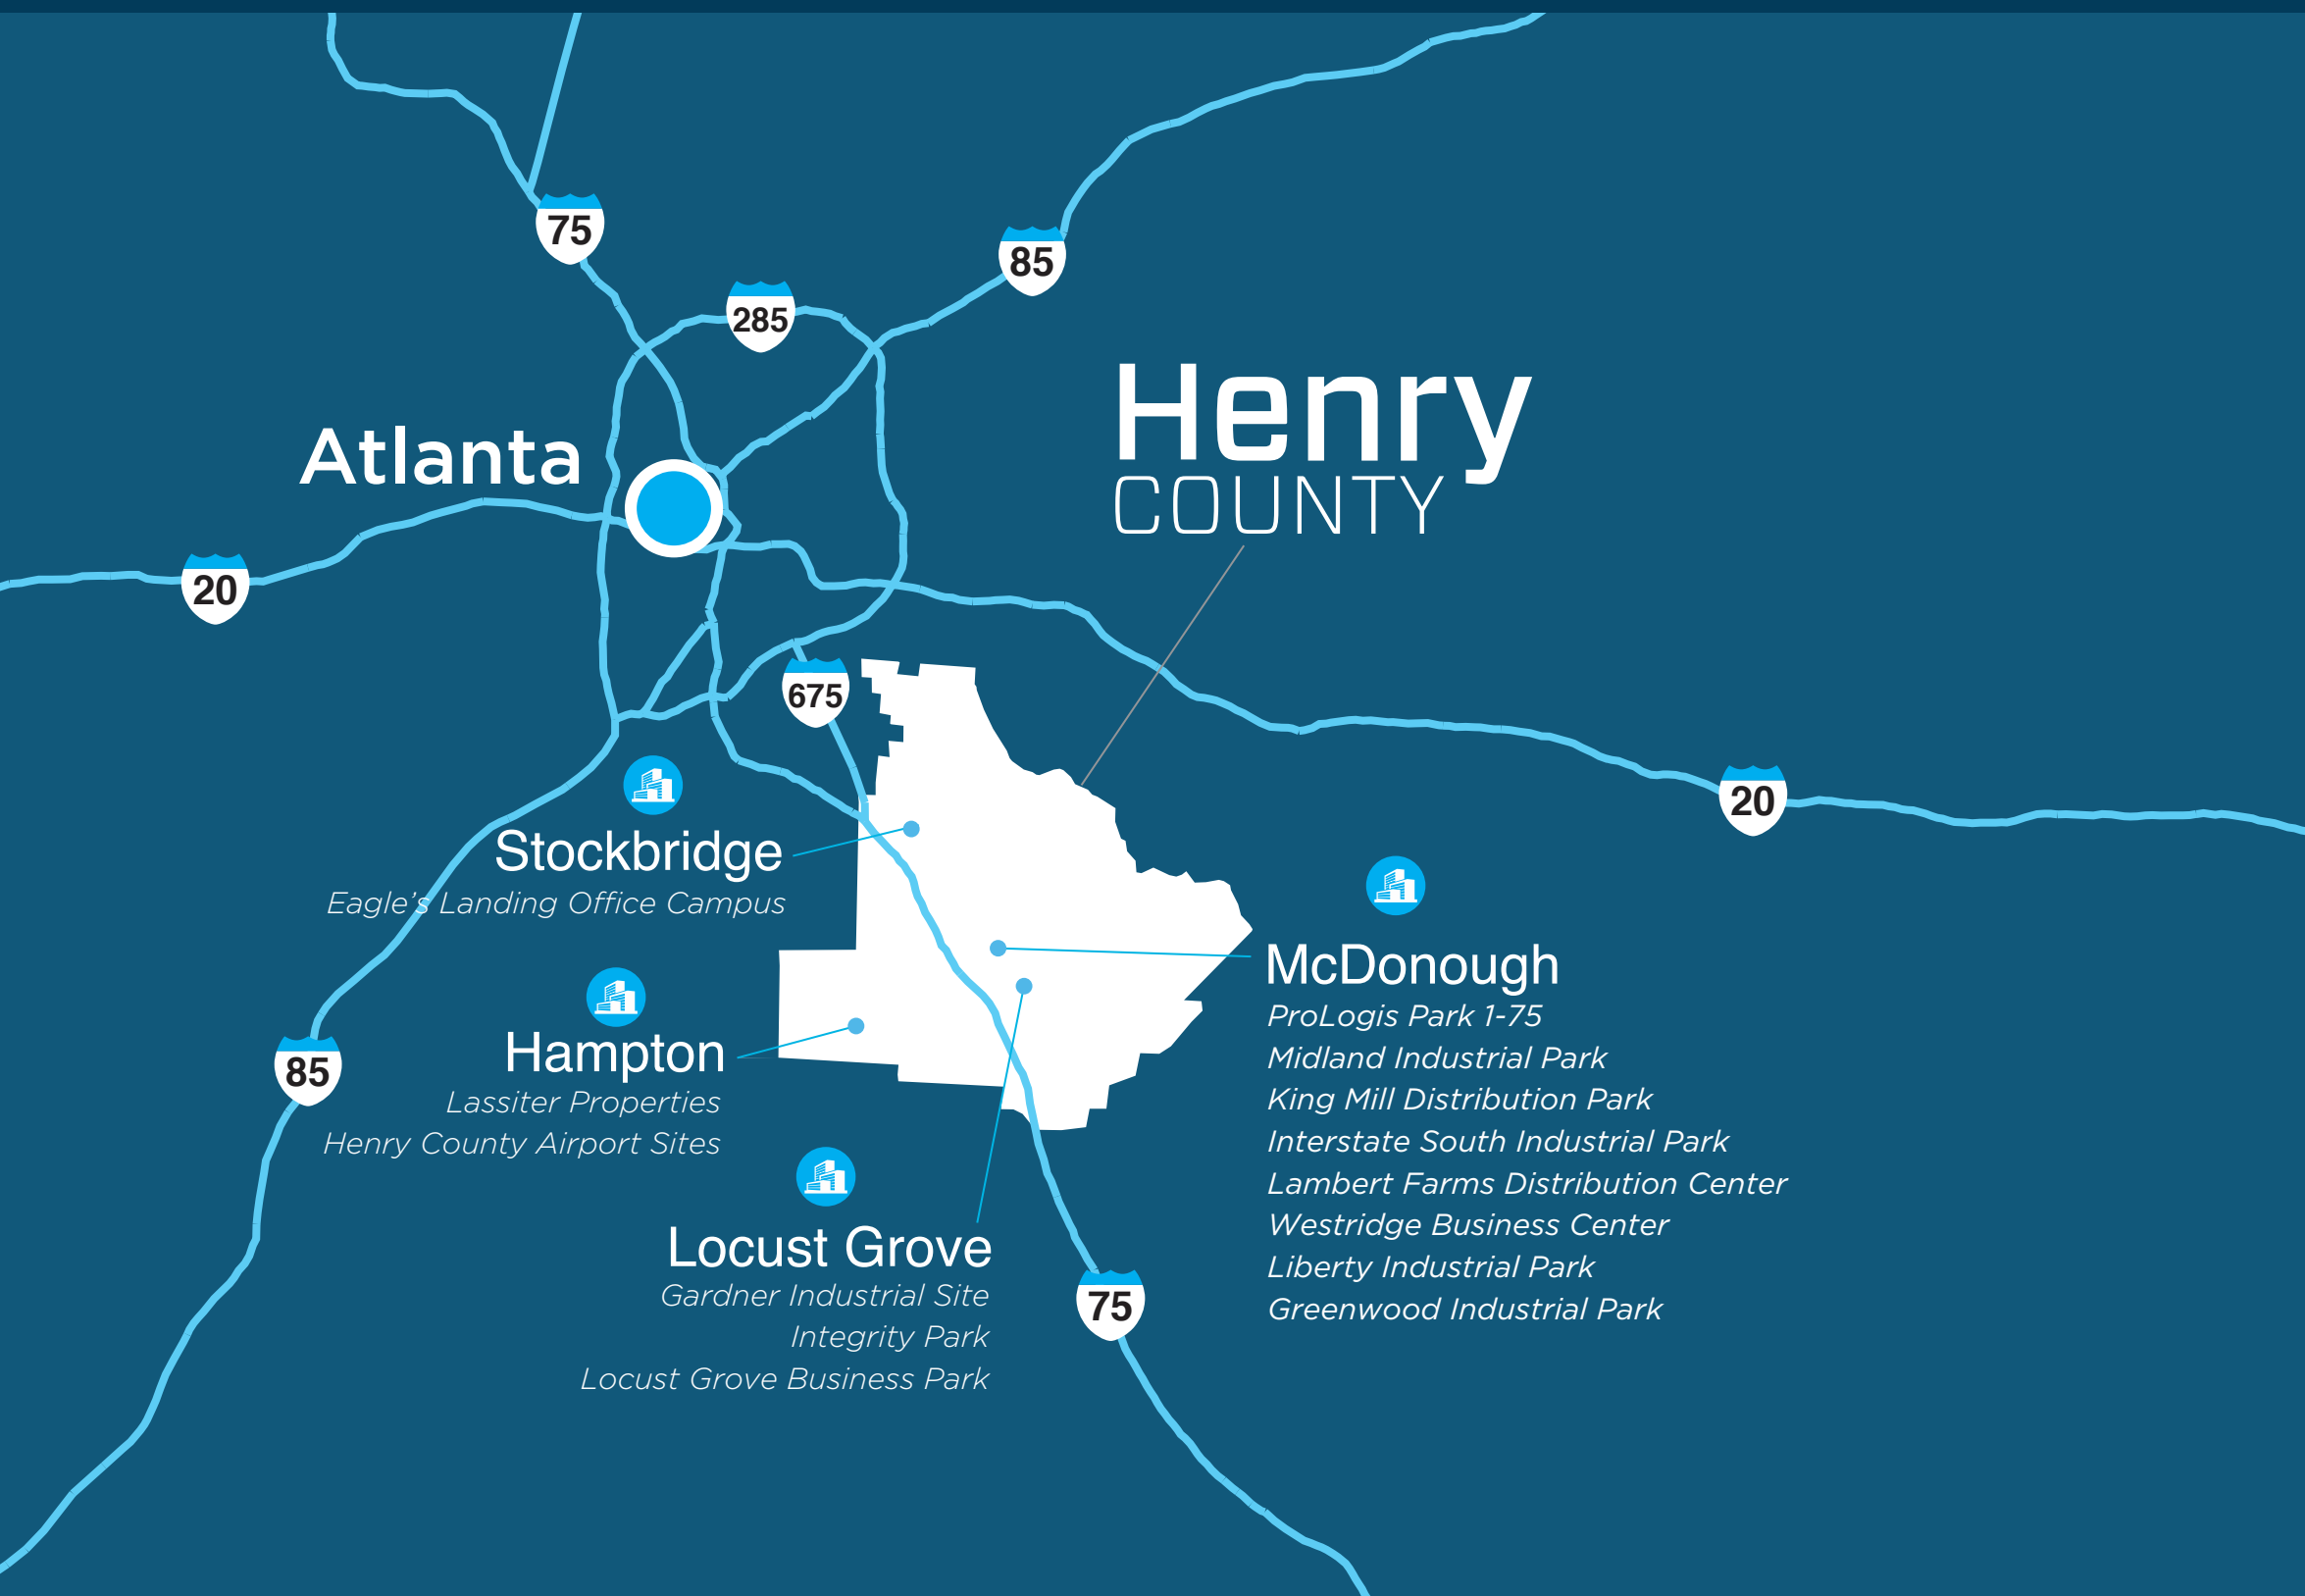 75
85
285
Henry
COUNTY
Atlanta
20
675
20
Stockbridge
Eagle's Landing Office Campus
McDonough
ProLogis Park 1-75
Midland Industrial Park
King Mill Distribution Park
Interstate South Industrial Park
Lambert Farms Distribution Center
Westridge Business Center
Liberty Industrial Park
Greenwood Industrial Park
Hampton
Lassiter Properties
Henry County Airport Sites
85
Locust Grove
Gardner Industrial Site
Integrity Park
Locust Grove Business Park
75